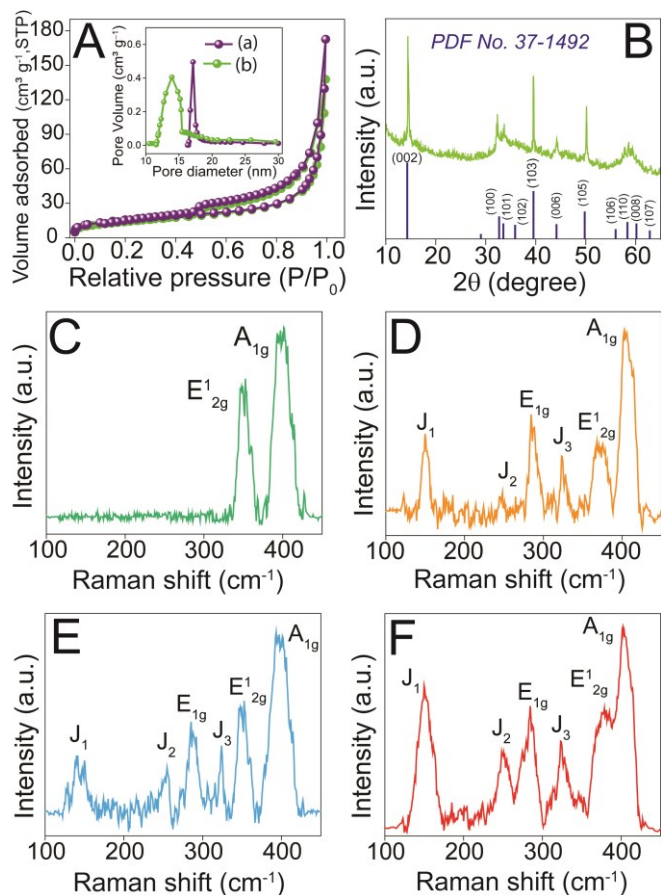 A
Volume adsorbed (cm³ g⁻¹,STP)
180
150
120
90
60
30
0
0.0 0.2 0.4 0.6 0.8 1.0
Relative pressure (P/P₀)
Pore Volume (cm³ g⁻¹)
0.6
0.4
0.2
0.0
10 15 20 25 30
Pore diameter (nm)
(a)
(b)
B
PDF No. 37-1492
Intensity (a.u.)
(002)
(100)
(101)
(102)
(103)
(006)
(105)
(106)
(110)
(008)
(107)
10 20 30 40 50 60
2θ (degree)
C
E¹₂g
A₁g
Intensity (a.u.)
100 200 300 400
Raman shift (cm⁻¹)
D
J₁
J₂
E₁g
J₃
E¹₂g
A₁g
Intensity (a.u.)
100 200 300 400
Raman shift (cm⁻¹)
E
J₁
J₂
E₁g
J₃
E¹₂g
A₁g
Intensity (a.u.)
100 200 300 400
Raman shift (cm⁻¹)
F
J₁
J₂
E₁g
J₃
E¹₂g
A₁g
Intensity (a.u.)
100 200 300 400
Raman shift (cm⁻¹)